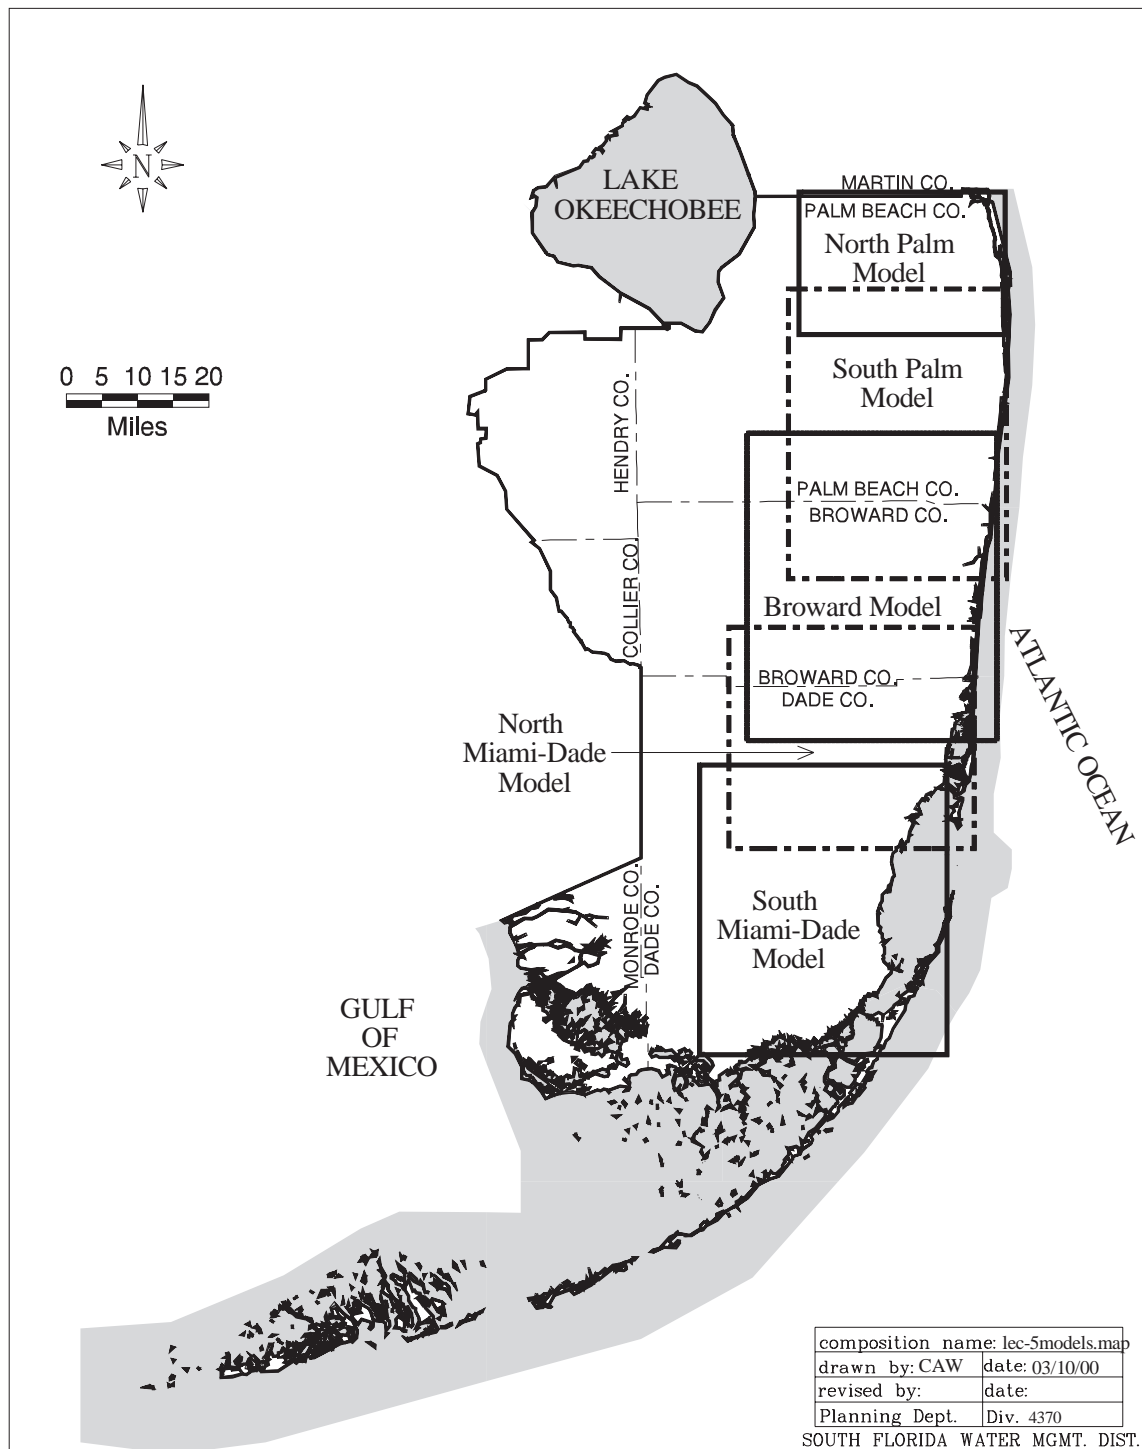 N
LAKE
OKEECHOBEE
MARTIN CO.
PALM BEACH CO.
North Palm
Model
0 5 10 15 20
Miles
South Palm
Model
HENDRY CO.
PALM BEACH CO.
BROWARD CO.
COLLIER CO.
Broward Model
ATLANTIC OCEAN
BROWARD CO.
DADE CO.
North
Miami-Dade
Model
MONROE CO.
DADE CO.
South
Miami-Dade
Model
GULF
OF
MEXICO
composition name: lec-5models.map
drawn by: CAW date: 03/10/00
revised by: date:
Planning Dept. Div. 4370
SOUTH FLORIDA WATER MGMT. DIST.